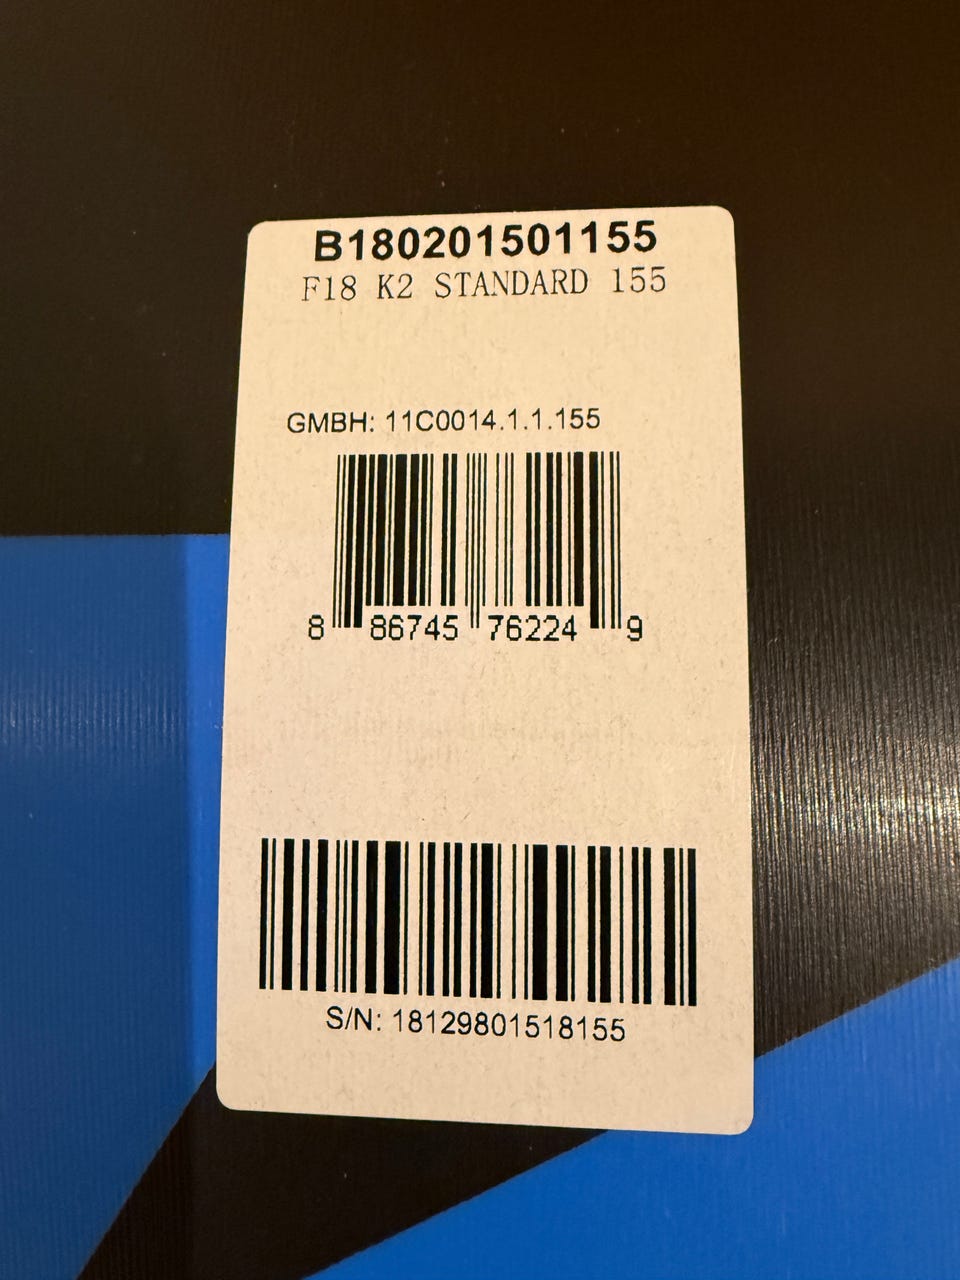 B180201501155
F18 K2 STANDARD 155
GMBH: 11C0014.1.1.155
8 86745 76224 9
S/N: 18129801518155